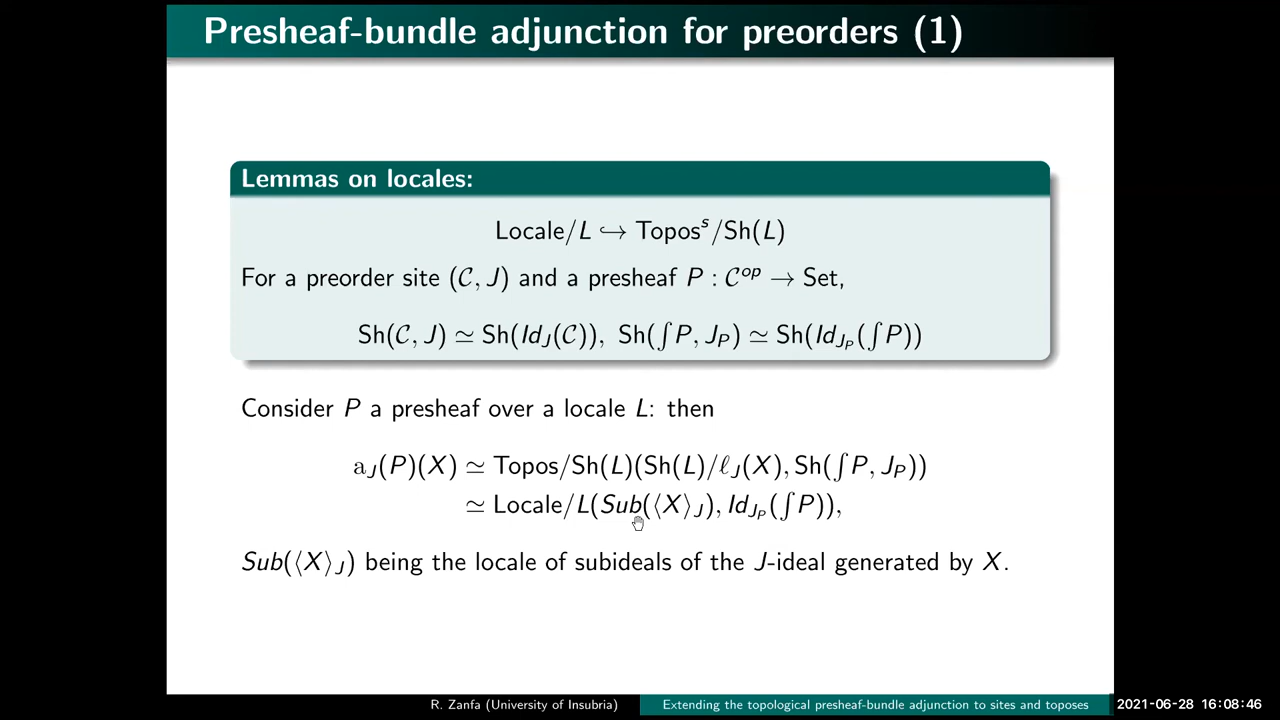 Presheaf-bundle adjunction for preorders (1)
Lemmas on locales:
Locale/L ↪ Topos^s/Sh(L)
For a preorder site (𝒞, J) and a presheaf P : 𝒞^op → Set,
Sh(𝒞, J) ≃ Sh(Id_J(𝒞)), Sh(∫P, J_P) ≃ Sh(Id_{J_P}(∫P))
Consider P a presheaf over a locale L: then
a_J(P)(X) ≃ Topos/Sh(L)(Sh(L)/ℓ_J(X), Sh(∫P, J_P))
≃ Locale/L(Sub(⟨X⟩_J), Id_{J_P}(∫P)),
Sub(⟨X⟩_J) being the locale of subideals of the J-ideal generated by X.
R. Zanfa (University of Insubria) Extending the topological presheaf-bundle adjunction to sites and toposes 2021-06-28 16:08:46